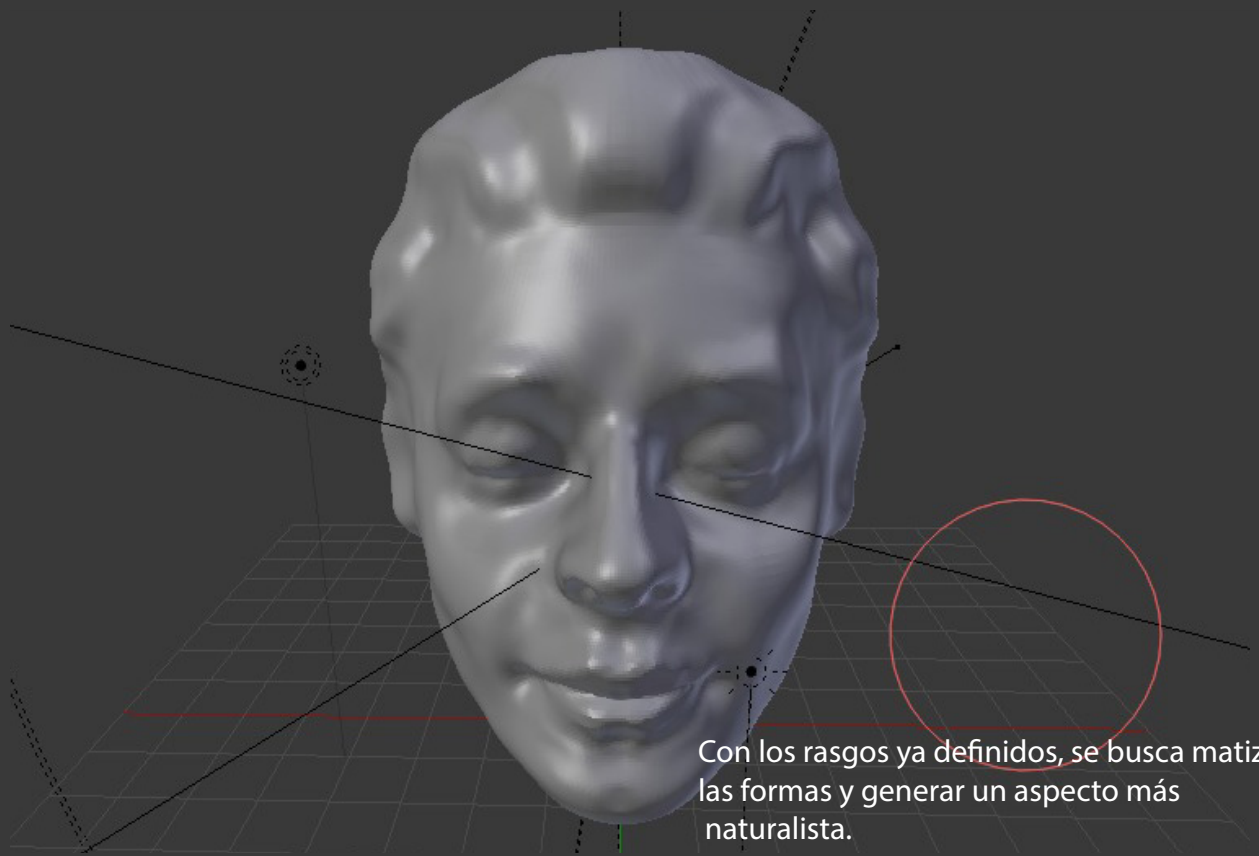 Con los rasgos ya definidos, se busca matiz
las formas y generar un aspecto más
naturalista.